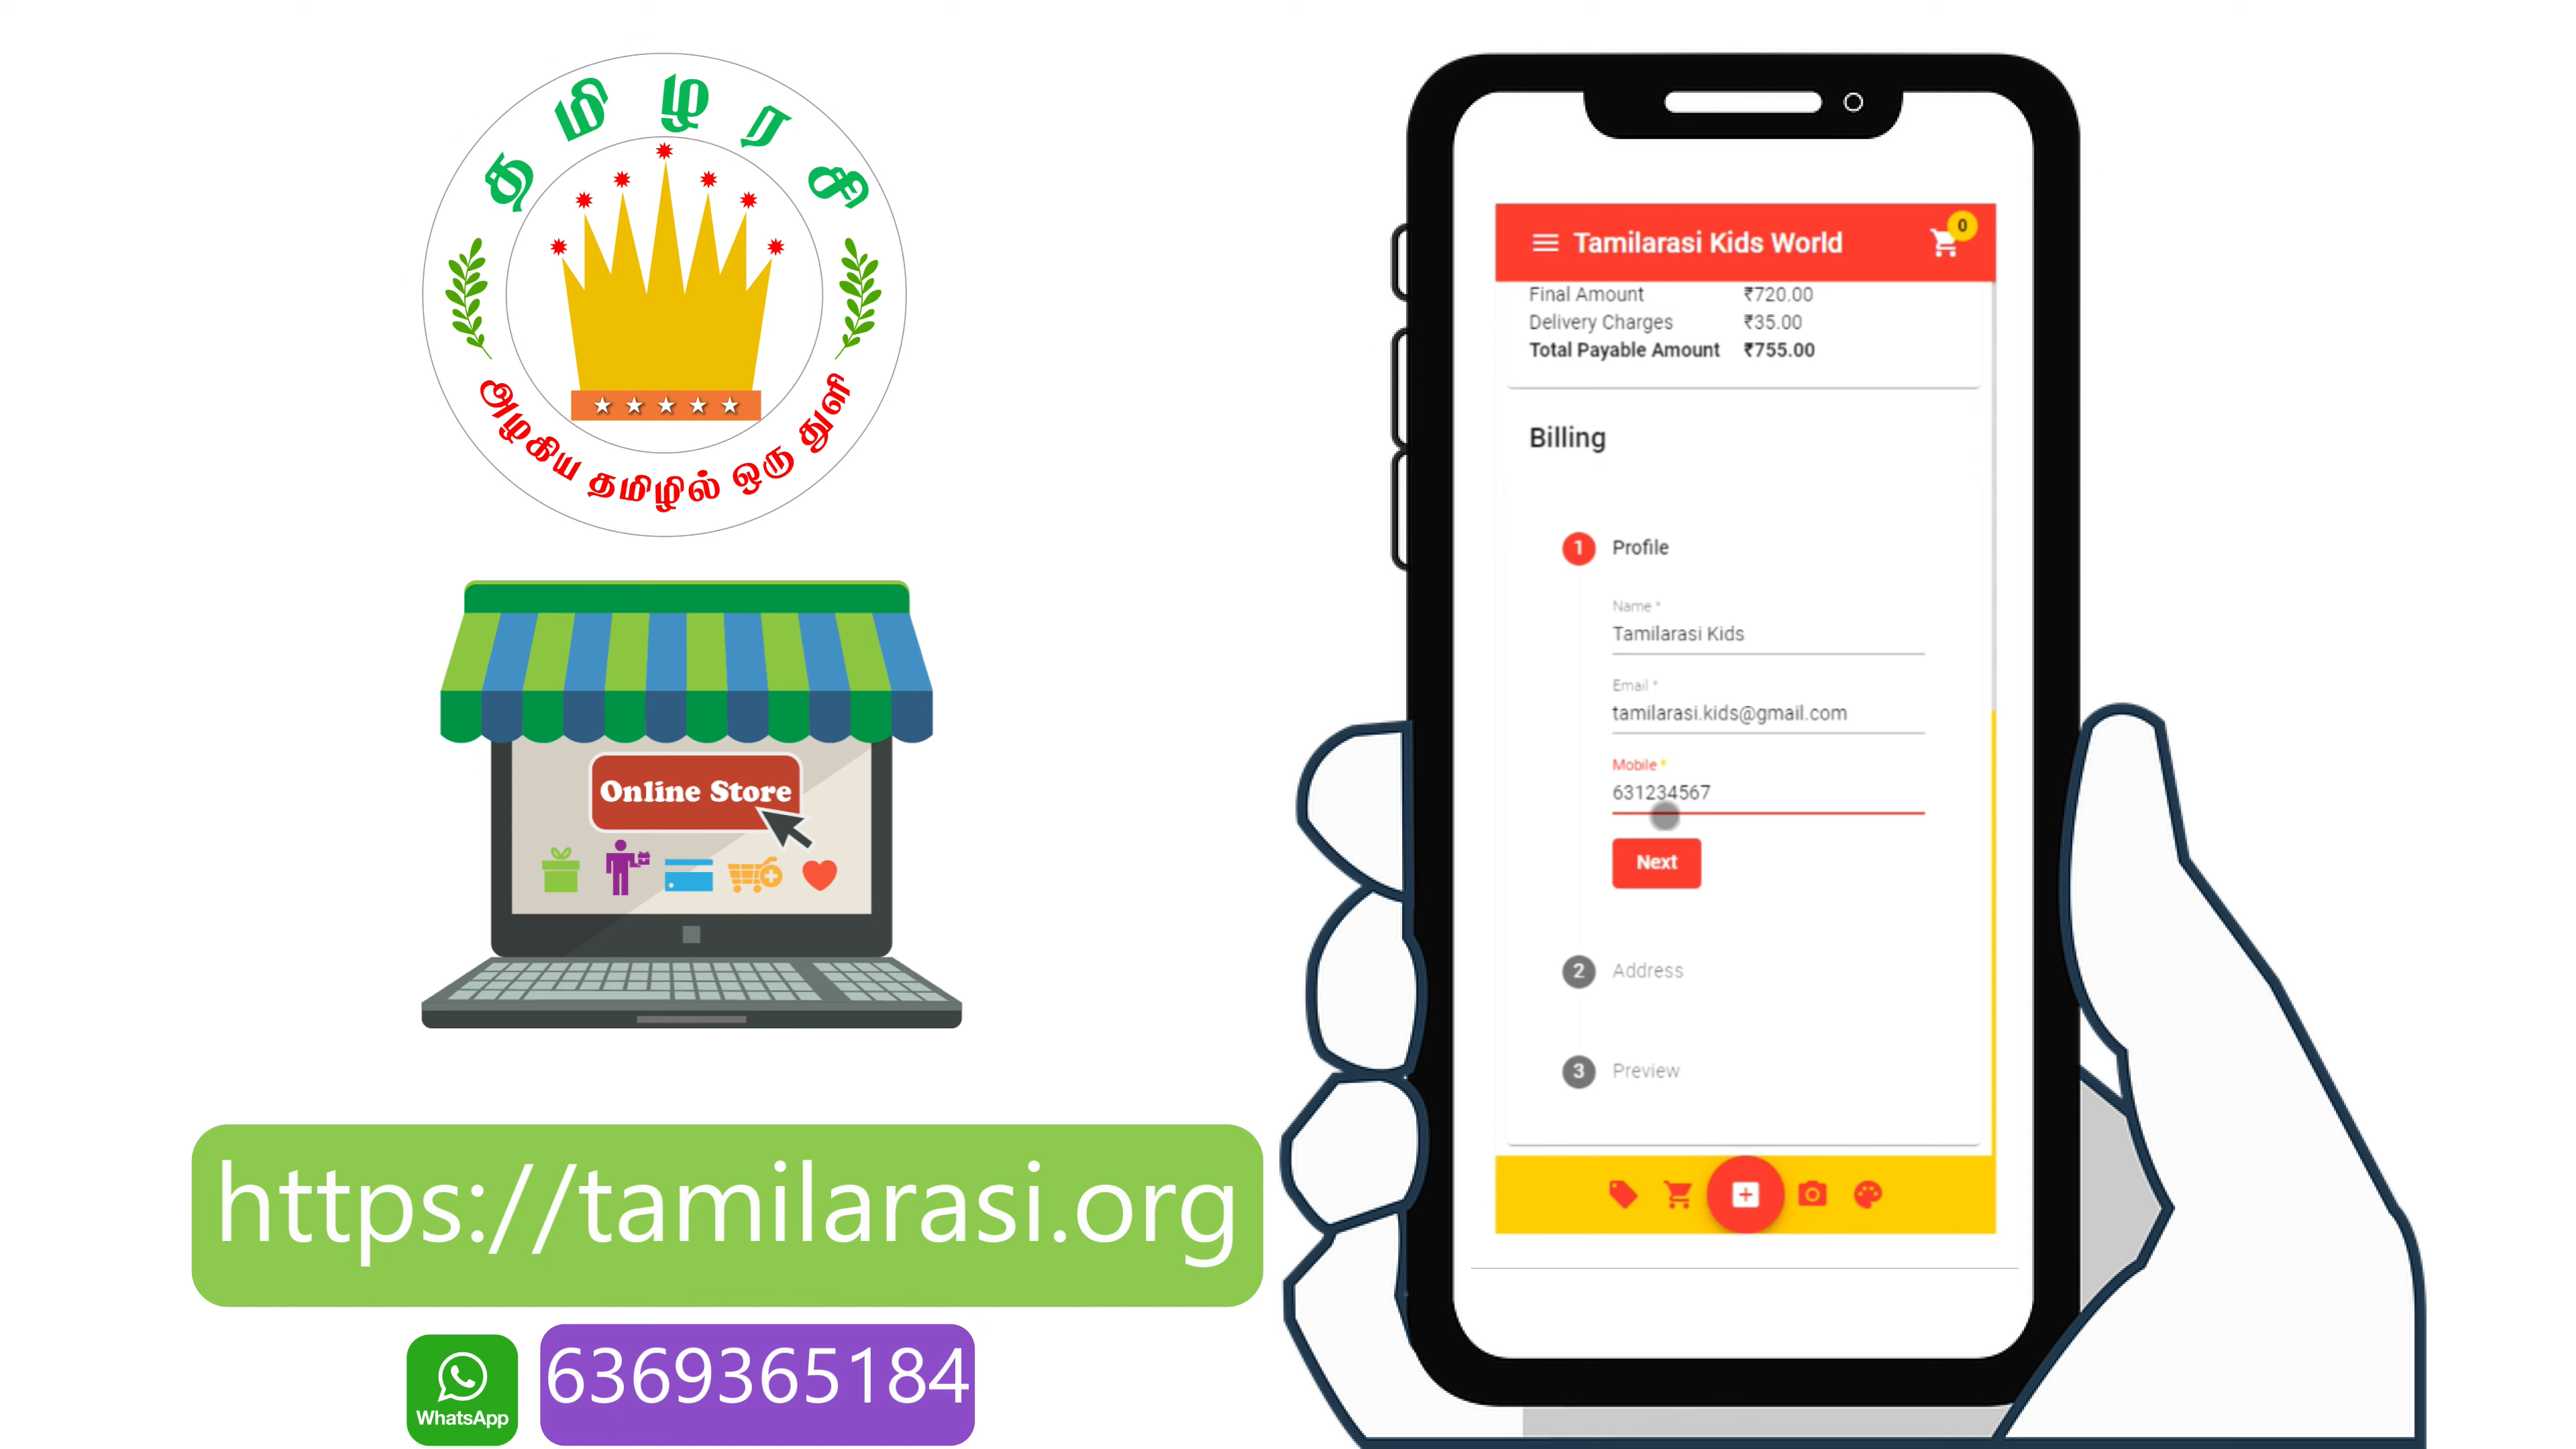 தமிழரசி
அழகிய தமிழில் ஒரு துளி
Online Store
https://tamilarasi.org
WhatsApp
6369365184
Tamilarasi Kids World
0
Final Amount ₹720.00
Delivery Charges ₹35.00
Total Payable Amount ₹755.00
Billing
1 Profile
Name *
Tamilarasi Kids
Email *
tamilarasi.kids@gmail.com
Mobile *
631234567
Next
2 Address
3 Preview